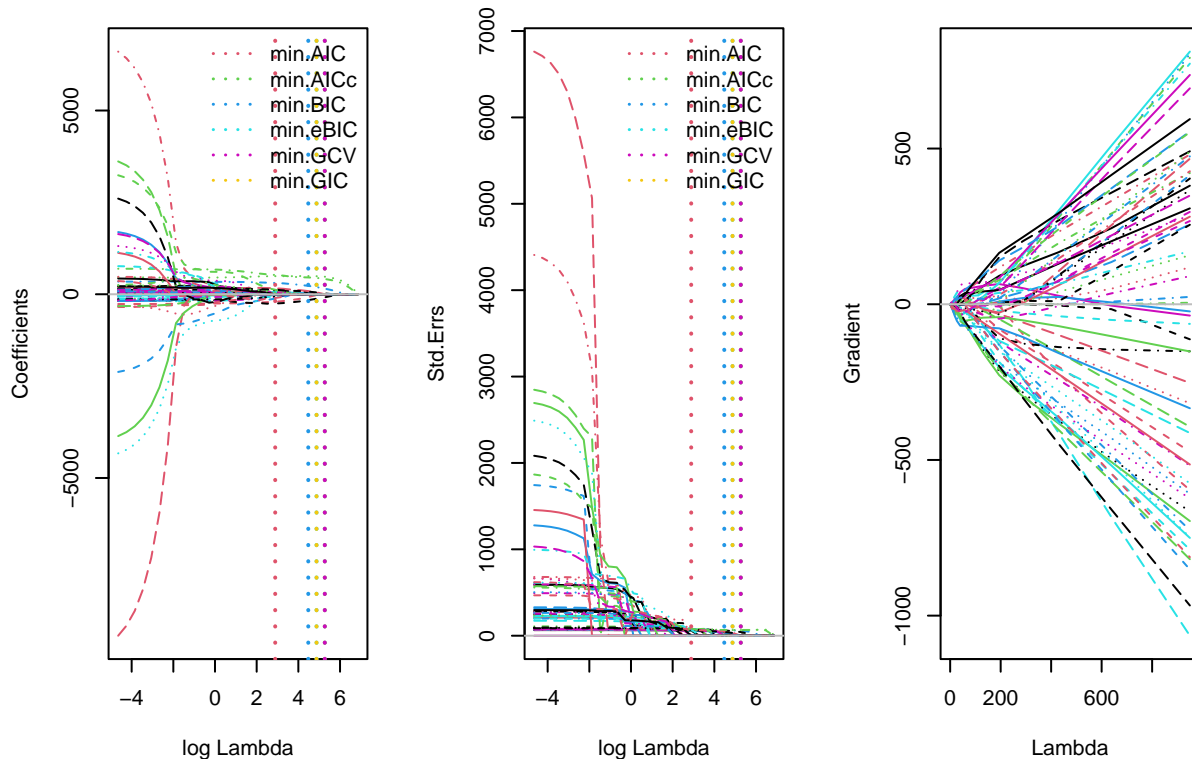 5000
0
−5000
Coefficients
−4
−2
0
2
4
6
log Lambda
min.AIC
min.AICc
min.BIC
min.eBIC
min.GCV
min.GIC
7000
6000
5000
4000
3000
2000
1000
0
Std.Errs
−4
−2
0
2
4
6
log Lambda
min.AIC
min.AICc
min.BIC
min.eBIC
min.GCV
min.GIC
500
0
−500
−1000
Gradient
0
200
600
Lambda